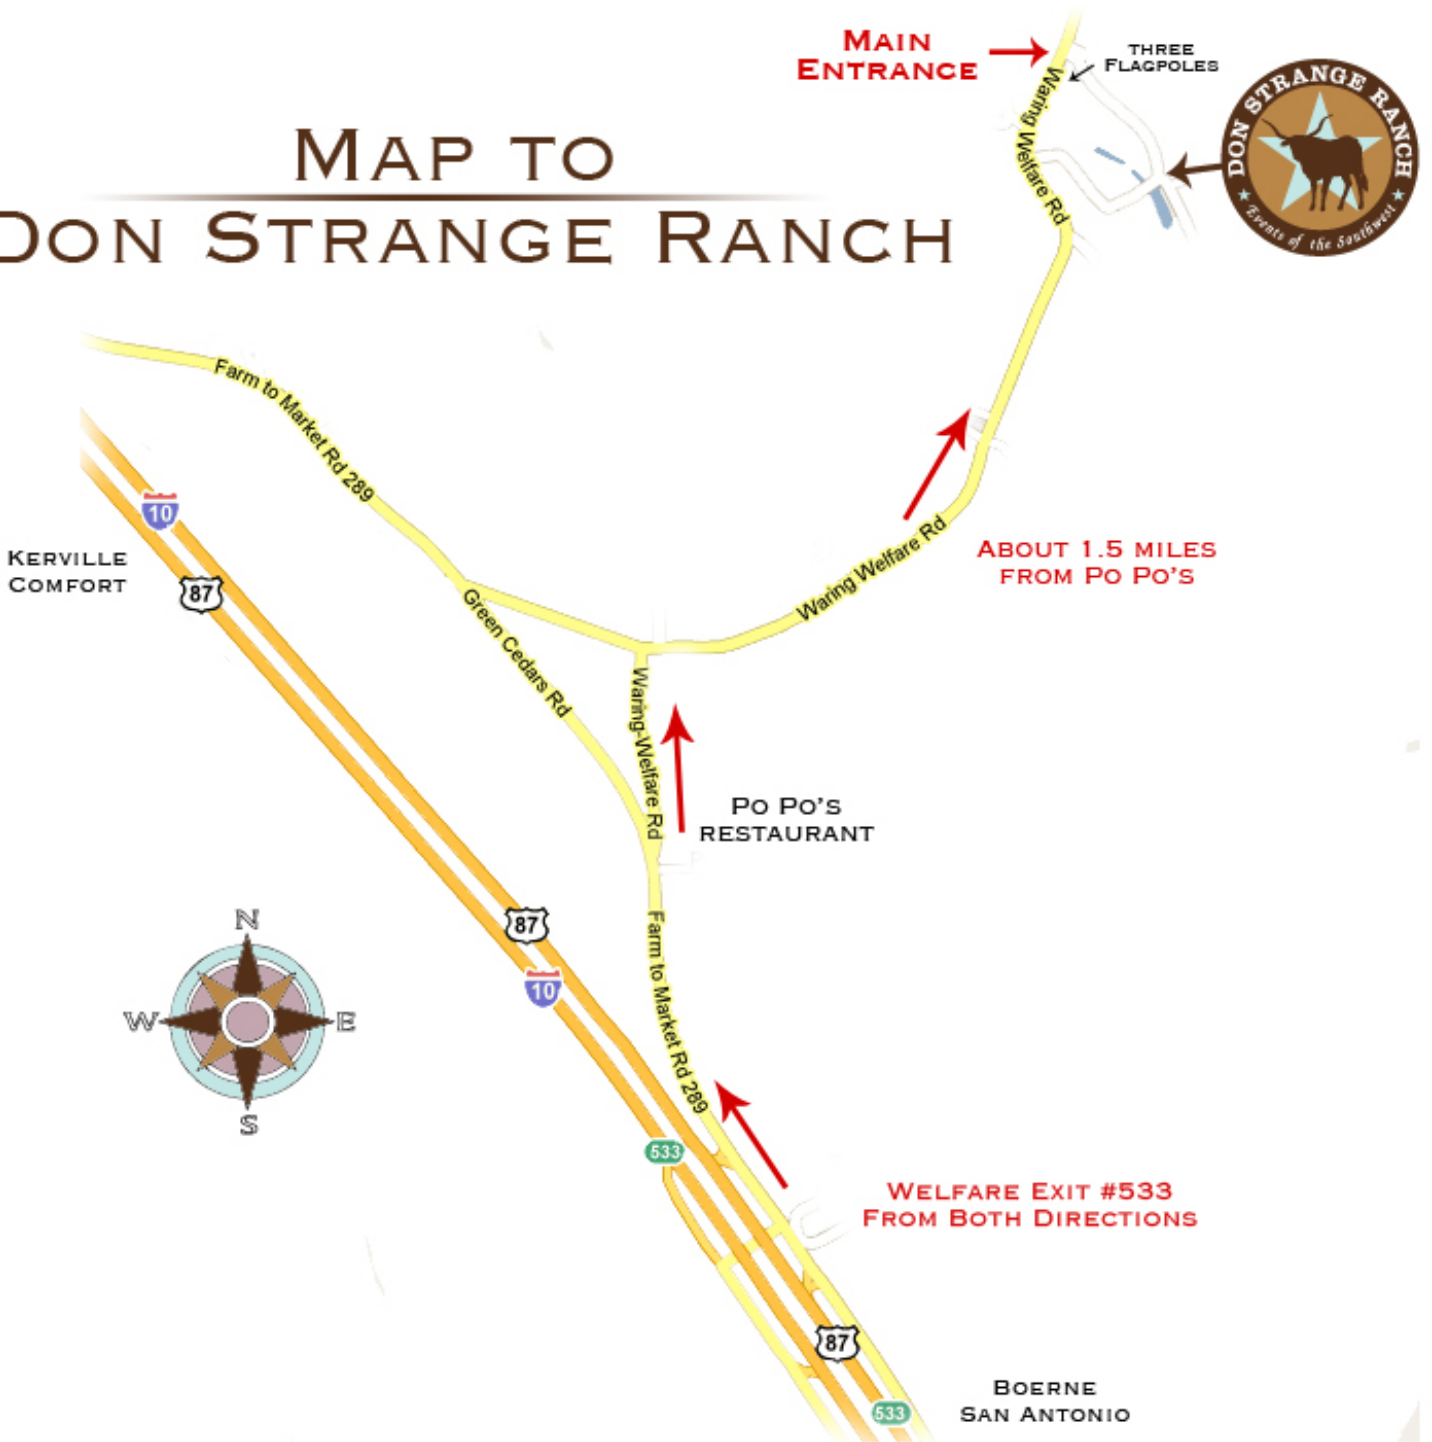 MAIN
ENTRANCE
THREE
FLAGPOLES
DON STRANGE RANCH
Events of the Southwest
MAP TO
DON STRANGE RANCH
Waring Welfare Rd
Farm to Market Rd 289
10
87
KERVILLE
COMFORT
Waring Welfare Rd
ABOUT 1.5 MILES
FROM PO PO'S
Green Cedars Rd
Waring-Welfare Rd
PO PO'S
RESTAURANT
87
10
Farm to Market Rd 289
N
W
E
S
533
WELFARE EXIT #533
FROM BOTH DIRECTIONS
87
533
BOERNE
SAN ANTONIO